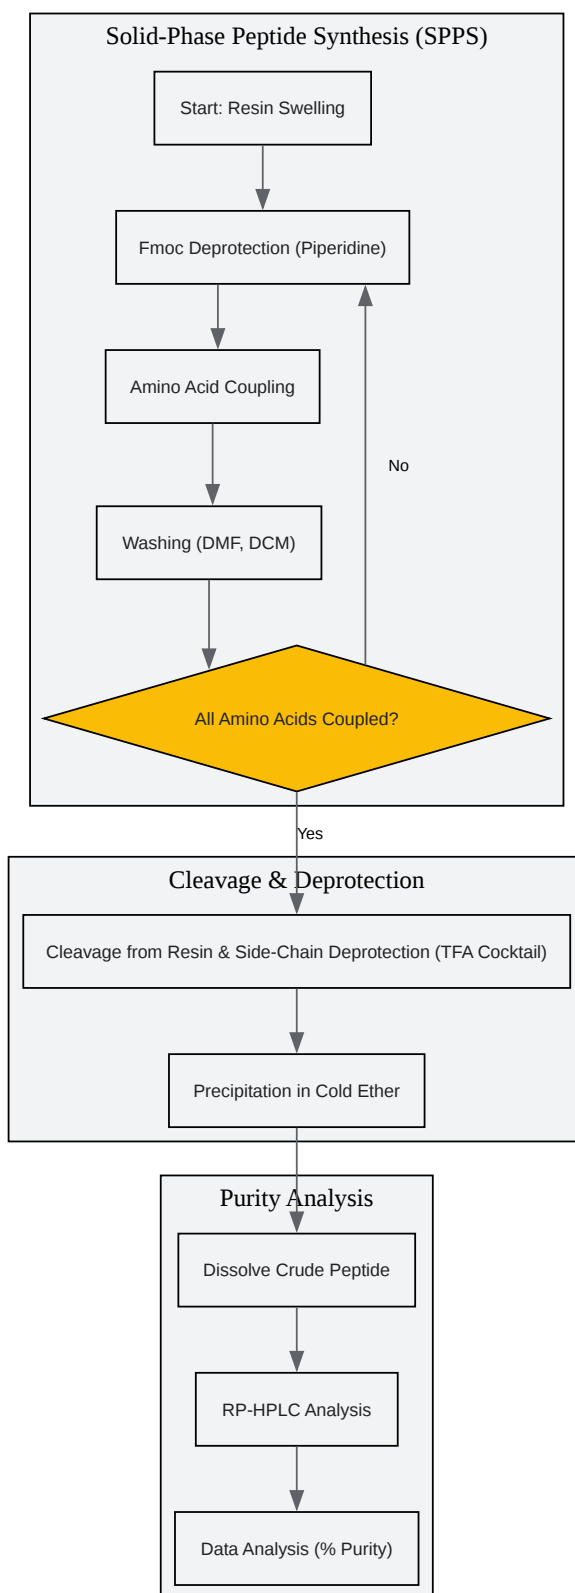 Solid-Phase Peptide Synthesis (SPPS)
Start: Resin Swelling
Fmoc Deprotection (Piperidine)
Amino Acid Coupling
No
Washing (DMF, DCM)
All Amino Acids Coupled?
Yes
Cleavage & Deprotection
Cleavage from Resin & Side-Chain Deprotection (TFA Cocktail)
Precipitation in Cold Ether
Purity Analysis
Dissolve Crude Peptide
RP-HPLC Analysis
Data Analysis (% Purity)